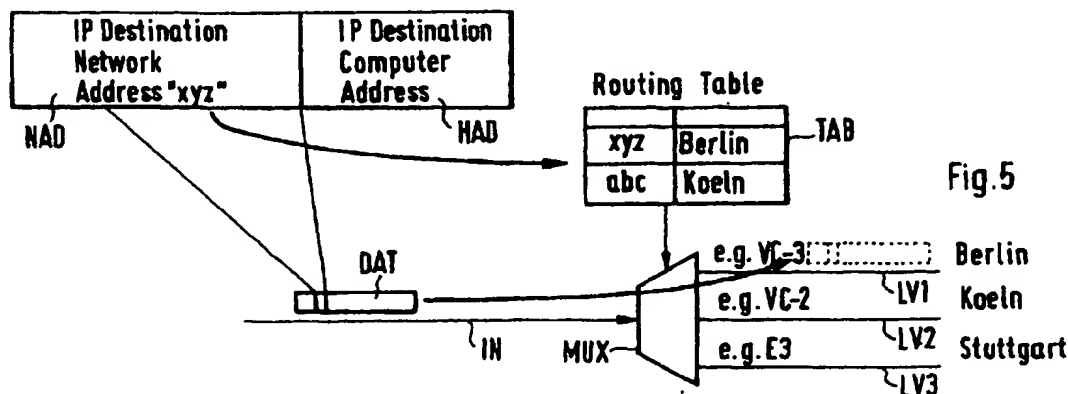 IP Destination
Network
Address "xyz"
IP Destination
Computer
Address
NAD
HAD
Routing Table
xyz Berlin
abc Koeln
TAB
Fig.5
DAT
IN
MUX
e.g. VC-3
Berlin
LV1
e.g. VC-2
Koeln
LV2
e.g. E3
Stuttgart
LV3